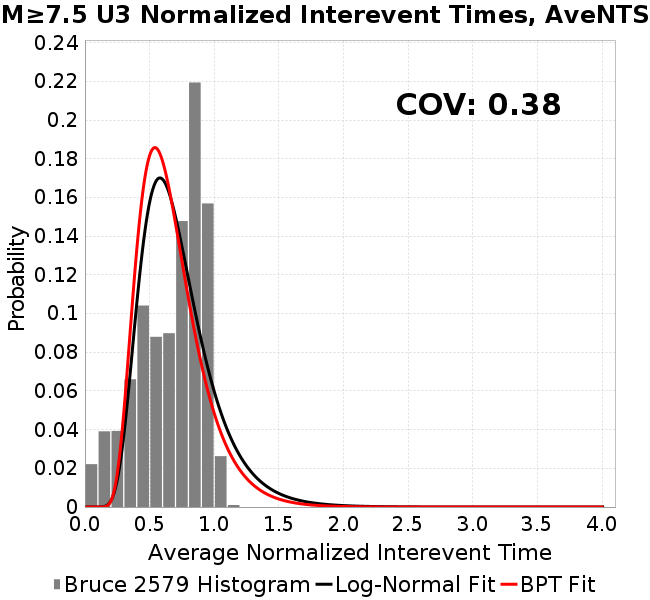 M≥7.5 U3 Normalized Interevent Times, AveNTS
COV: 0.38
Probability
0.24
0.22
0.2
0.18
0.16
0.14
0.12
0.1
0.08
0.06
0.04
0.02
0
0.0 0.5 1.0 1.5 2.0 2.5 3.0 3.5 4.0
Average Normalized Interevent Time
Bruce 2579 Histogram Log-Normal Fit BPT Fit